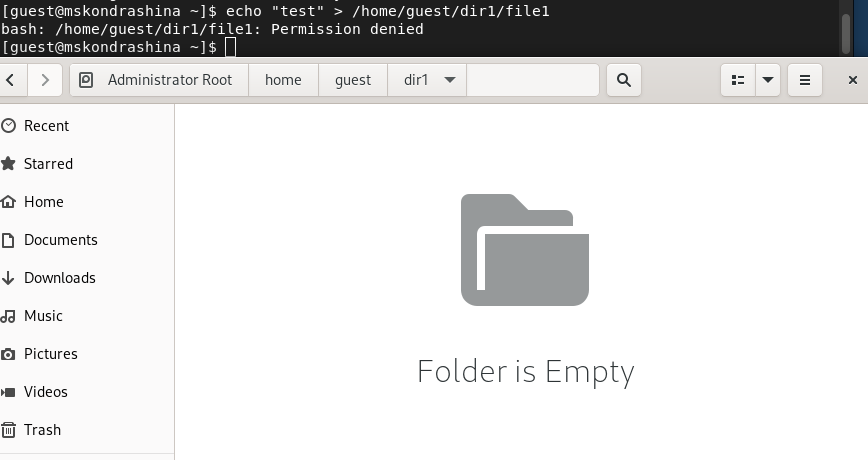 [guest@mskondrashina ~]$ echo "test" > /home/guest/dir1/file1
bash: /home/guest/dir1/file1: Permission denied
[guest@mskondrashina ~]$
Administrator Root home guest dir1
Recent
Starred
Home
Documents
Downloads
Music
Pictures
Videos
Trash
Folder is Empty